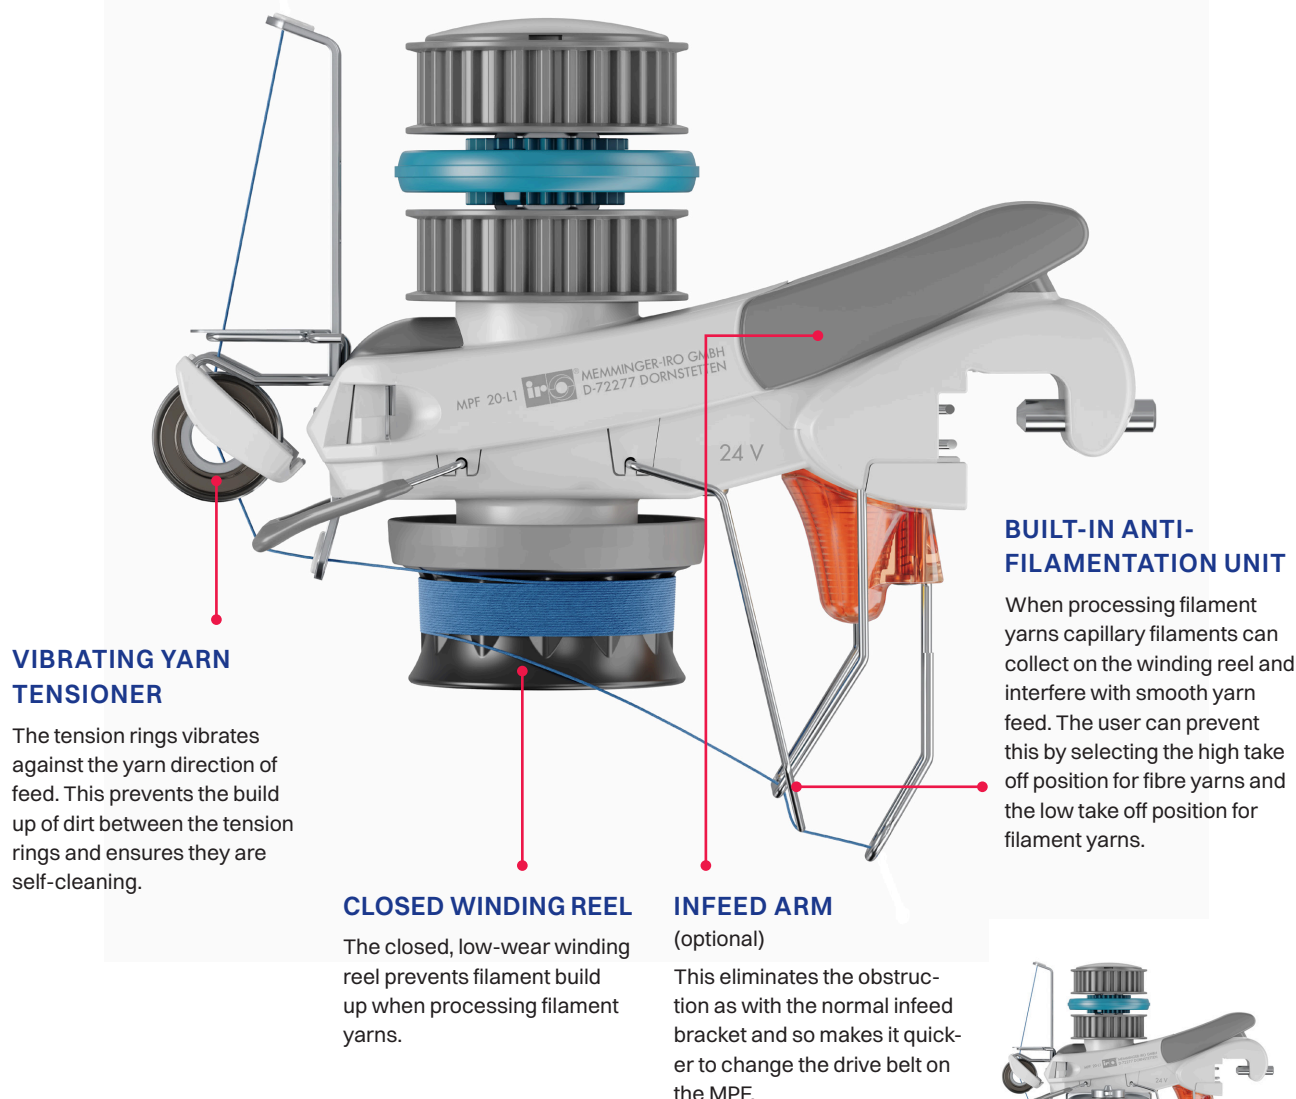 MPF 20-L1
iro
MEMMINGER-IRO GMBH
D-72277 DORNSTETTEN
24 V
VIBRATING YARN
TENSIONER
The tension rings vibrates
against the yarn direction of
feed. This prevents the build
up of dirt between the tension
rings and ensures they are
self-cleaning.
CLOSED WINDING REEL
The closed, low-wear winding
reel prevents filament build
up when processing filament
yarns.
INFEED ARM
(optional)
This eliminates the obstruc-
tion as with the normal infeed
bracket and so makes it quick-
er to change the drive belt on
the MPF.
BUILT-IN ANTI-
FILAMENTATION UNIT
When processing filament
yarns capillary filaments can
collect on the winding reel and
interfere with smooth yarn
feed. The user can prevent
this by selecting the high take
off position for fibre yarns and
the low take off position for
filament yarns.